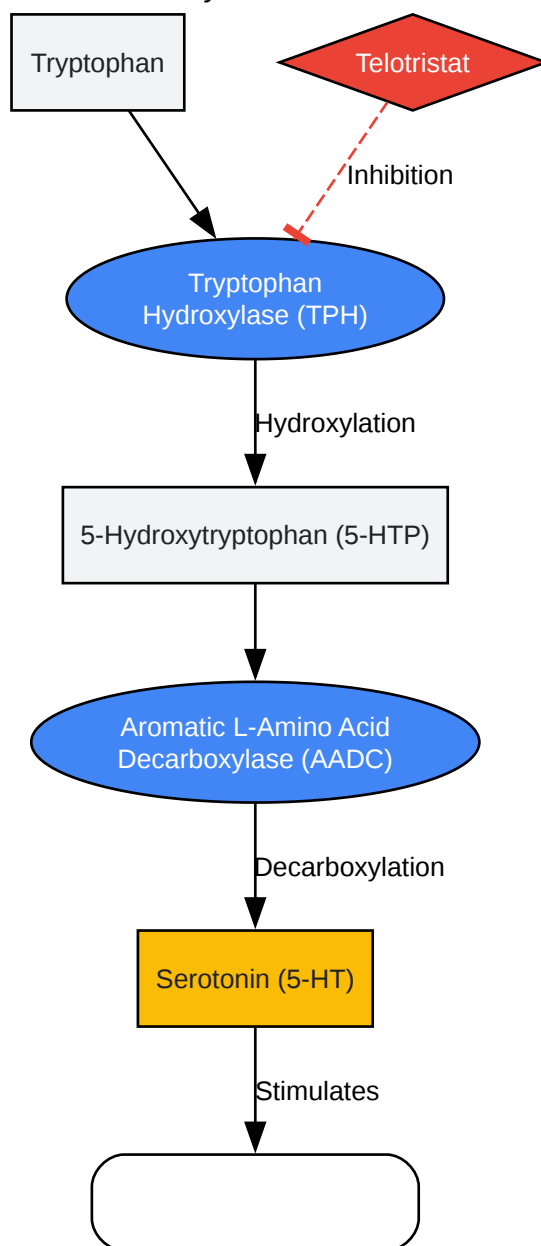 Tryptophan
Telotristat
Inhibition
Tryptophan
Hydroxylase (TPH)
Hydroxylation
5-Hydroxytryptophan (5-HTP)
Aromatic L-Amino Acid
Decarboxylase (AADC)
Decarboxylation
Serotonin (5-HT)
Stimulates